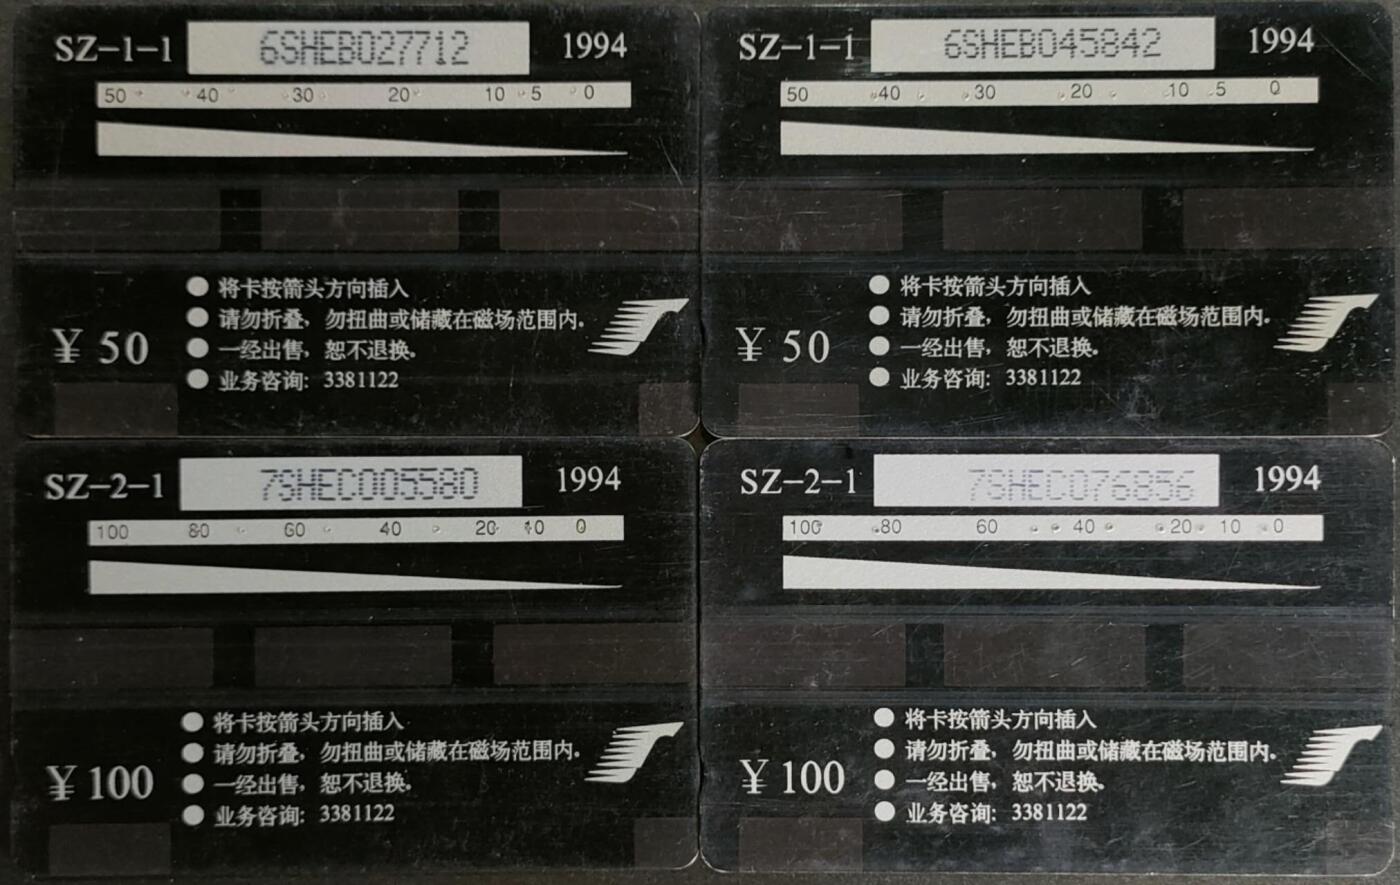 SZ-1-1 6SHEB027712 1994
50 40 30 20 10 5 0
将卡按箭头方向插入
请勿折叠，勿扭曲或储藏在磁场范围内.
¥ 50
一经出售，恕不退换.
业务咨询: 3381122
SZ-1-1 6SHEB045842 1994
50 40 30 20 10 5 0
将卡按箭头方向插入
请勿折叠，勿扭曲或储藏在磁场范围内.
¥ 50
一经出售，恕不退换.
业务咨询: 3381122
SZ-2-1 7SHEC005580 1994
100 80 60 40 20 10 0
将卡按箭头方向插入
请勿折叠，勿扭曲或储藏在磁场范围内.
¥ 100
一经出售，恕不退换.
业务咨询: 3381122
SZ-2-1 7SHEC076856 1994
100 80 60 40 20 10 0
将卡按箭头方向插入
请勿折叠，勿扭曲或储藏在磁场范围内.
¥ 100
一经出售，恕不退换.
业务咨询: 3381122